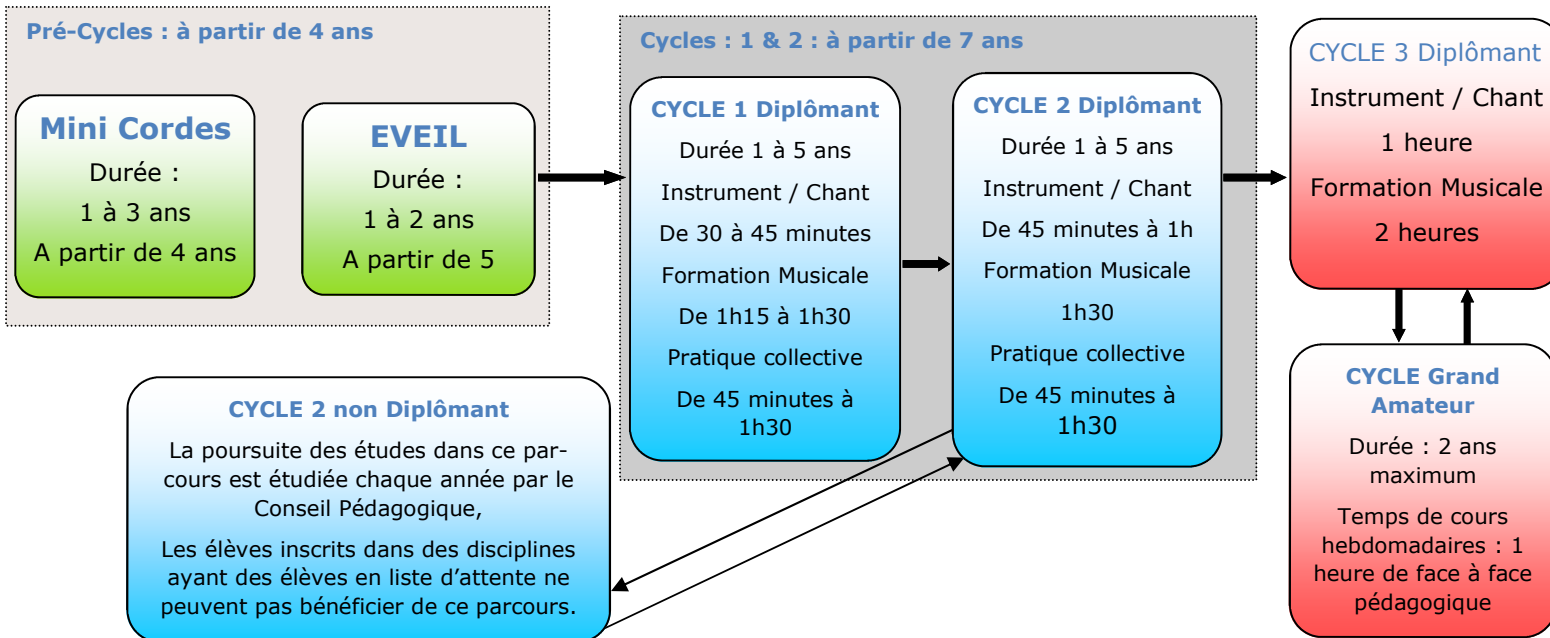 Pré-Cycles : à partir de 4 ans
Mini Cordes
Durée :
1 à 3 ans
A partir de 4 ans
EVEIL
Durée :
1 à 2 ans
A partir de 5
Cycles : 1 & 2 : à partir de 7 ans
CYCLE 1 Diplômant
Durée 1 à 5 ans
Instrument / Chant
De 30 à 45 minutes
Formation Musicale
De 1h15 à 1h30
Pratique collective
De 45 minutes à
1h30
CYCLE 2 Diplômant
Durée 1 à 5 ans
Instrument / Chant
De 45 minutes à 1h
Formation Musicale
1h30
Pratique collective
De 45 minutes à
1h30
CYCLE 3 Diplômant
Instrument / Chant
1 heure
Formation Musicale
2 heures
CYCLE 2 non Diplômant
La poursuite des études dans ce par-
cours est étudiée chaque année par le
Conseil Pédagogique,
Les élèves inscrits dans des disciplines
ayant des élèves en liste d’attente ne
peuvent pas bénéficier de ce parcours.
CYCLE Grand
Amateur
Durée : 2 ans
maximum
Temps de cours
hebdomadaires : 1
heure de face à face
pédagogique